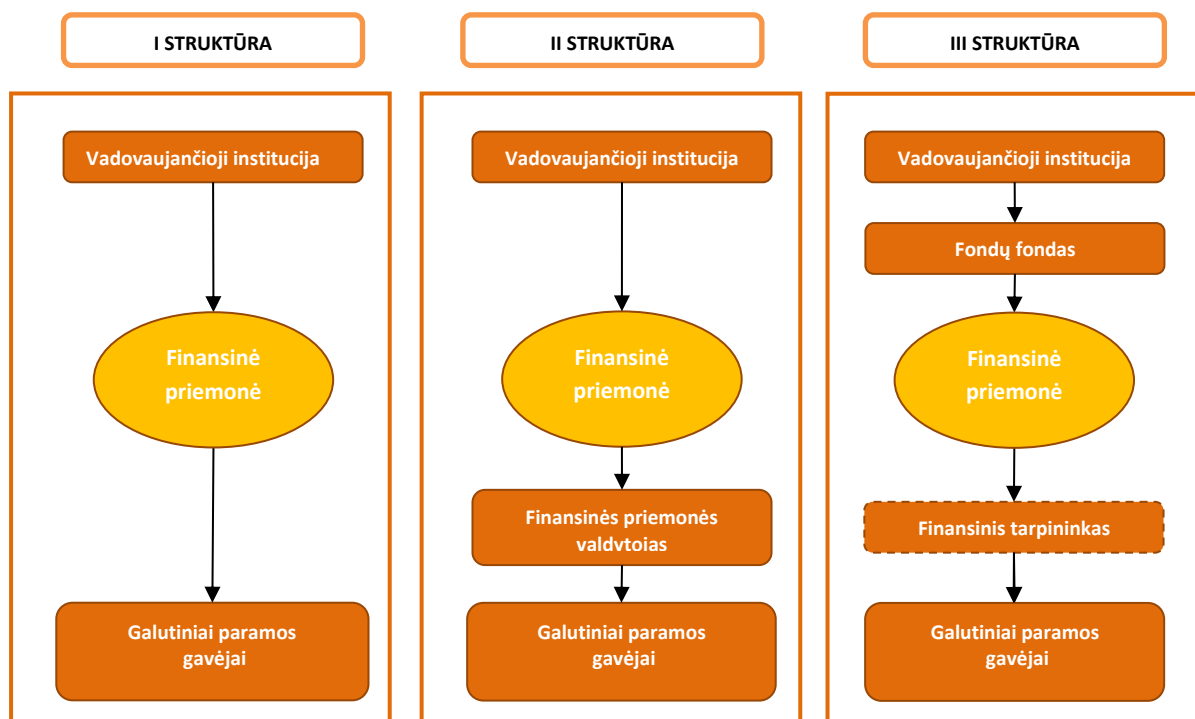 I STRUKTŪRA
Vadovaujančioji institucija
Finansinė
priemonė
Galutiniai paramos
gavėjai
II STRUKTŪRA
Vadovaujančioji institucija
Finansinė
priemonė
Finansinės priemonės
valdvtoias
Galutiniai paramos
gavėjai
III STRUKTŪRA
Vadovaujančioji institucija
Fondų fondas
Finansinė
priemonė
Finansinis tarpininkas
Galutiniai paramos
gavėjai